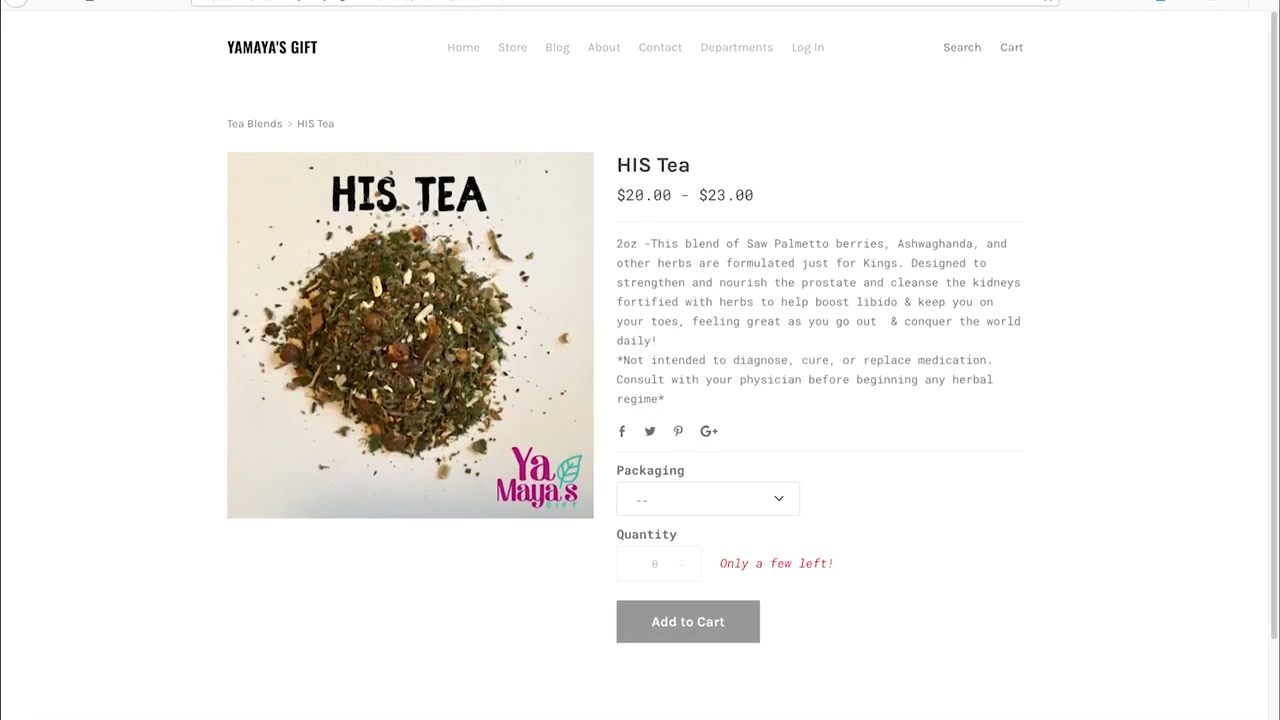 YAMAYA'S GIFT
Home Store Blog About Contact Departments Log In
Search Cart
Tea Blends > HIS Tea
HIS TEA
Ya
Maya's
GIFT
HIS Tea
$20.00 - $23.00
2oz -This blend of Saw Palmetto berries, Ashwaghanda, and
other herbs are formulated just for Kings. Designed to
strengthen and nourish the prostate and cleanse the kidneys
fortified with herbs to help boost libido & keep you on
your toes, feeling great as you go out & conquer the world
daily!
*Not intended to diagnose, cure, or replace medication.
Consult with your physician before beginning any herbal
regime*
Packaging
--
Quantity
0
Only a few left!
Add to Cart